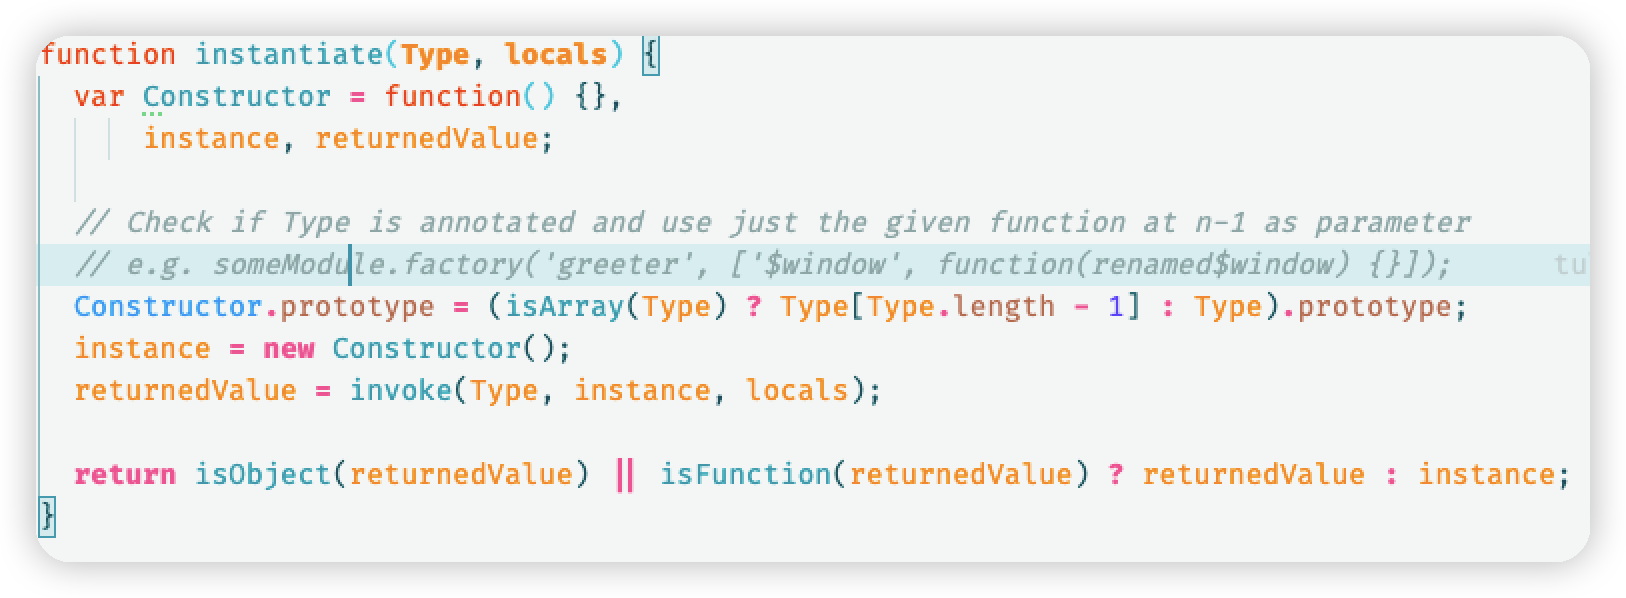 function instantiate(Type, locals) {
  var Constructor = function() {},
      instance, returnedValue;

  // Check if Type is annotated and use just the given function at n-1 as parameter
  // e.g. someModule.factory('greeter', ['$window', function(renamed$window) {}]);
  Constructor.prototype = (isArray(Type) ? Type[Type.length - 1] : Type).prototype;
  instance = new Constructor();
  returnedValue = invoke(Type, instance, locals);

  return isObject(returnedValue) || isFunction(returnedValue) ? returnedValue : instance;
}